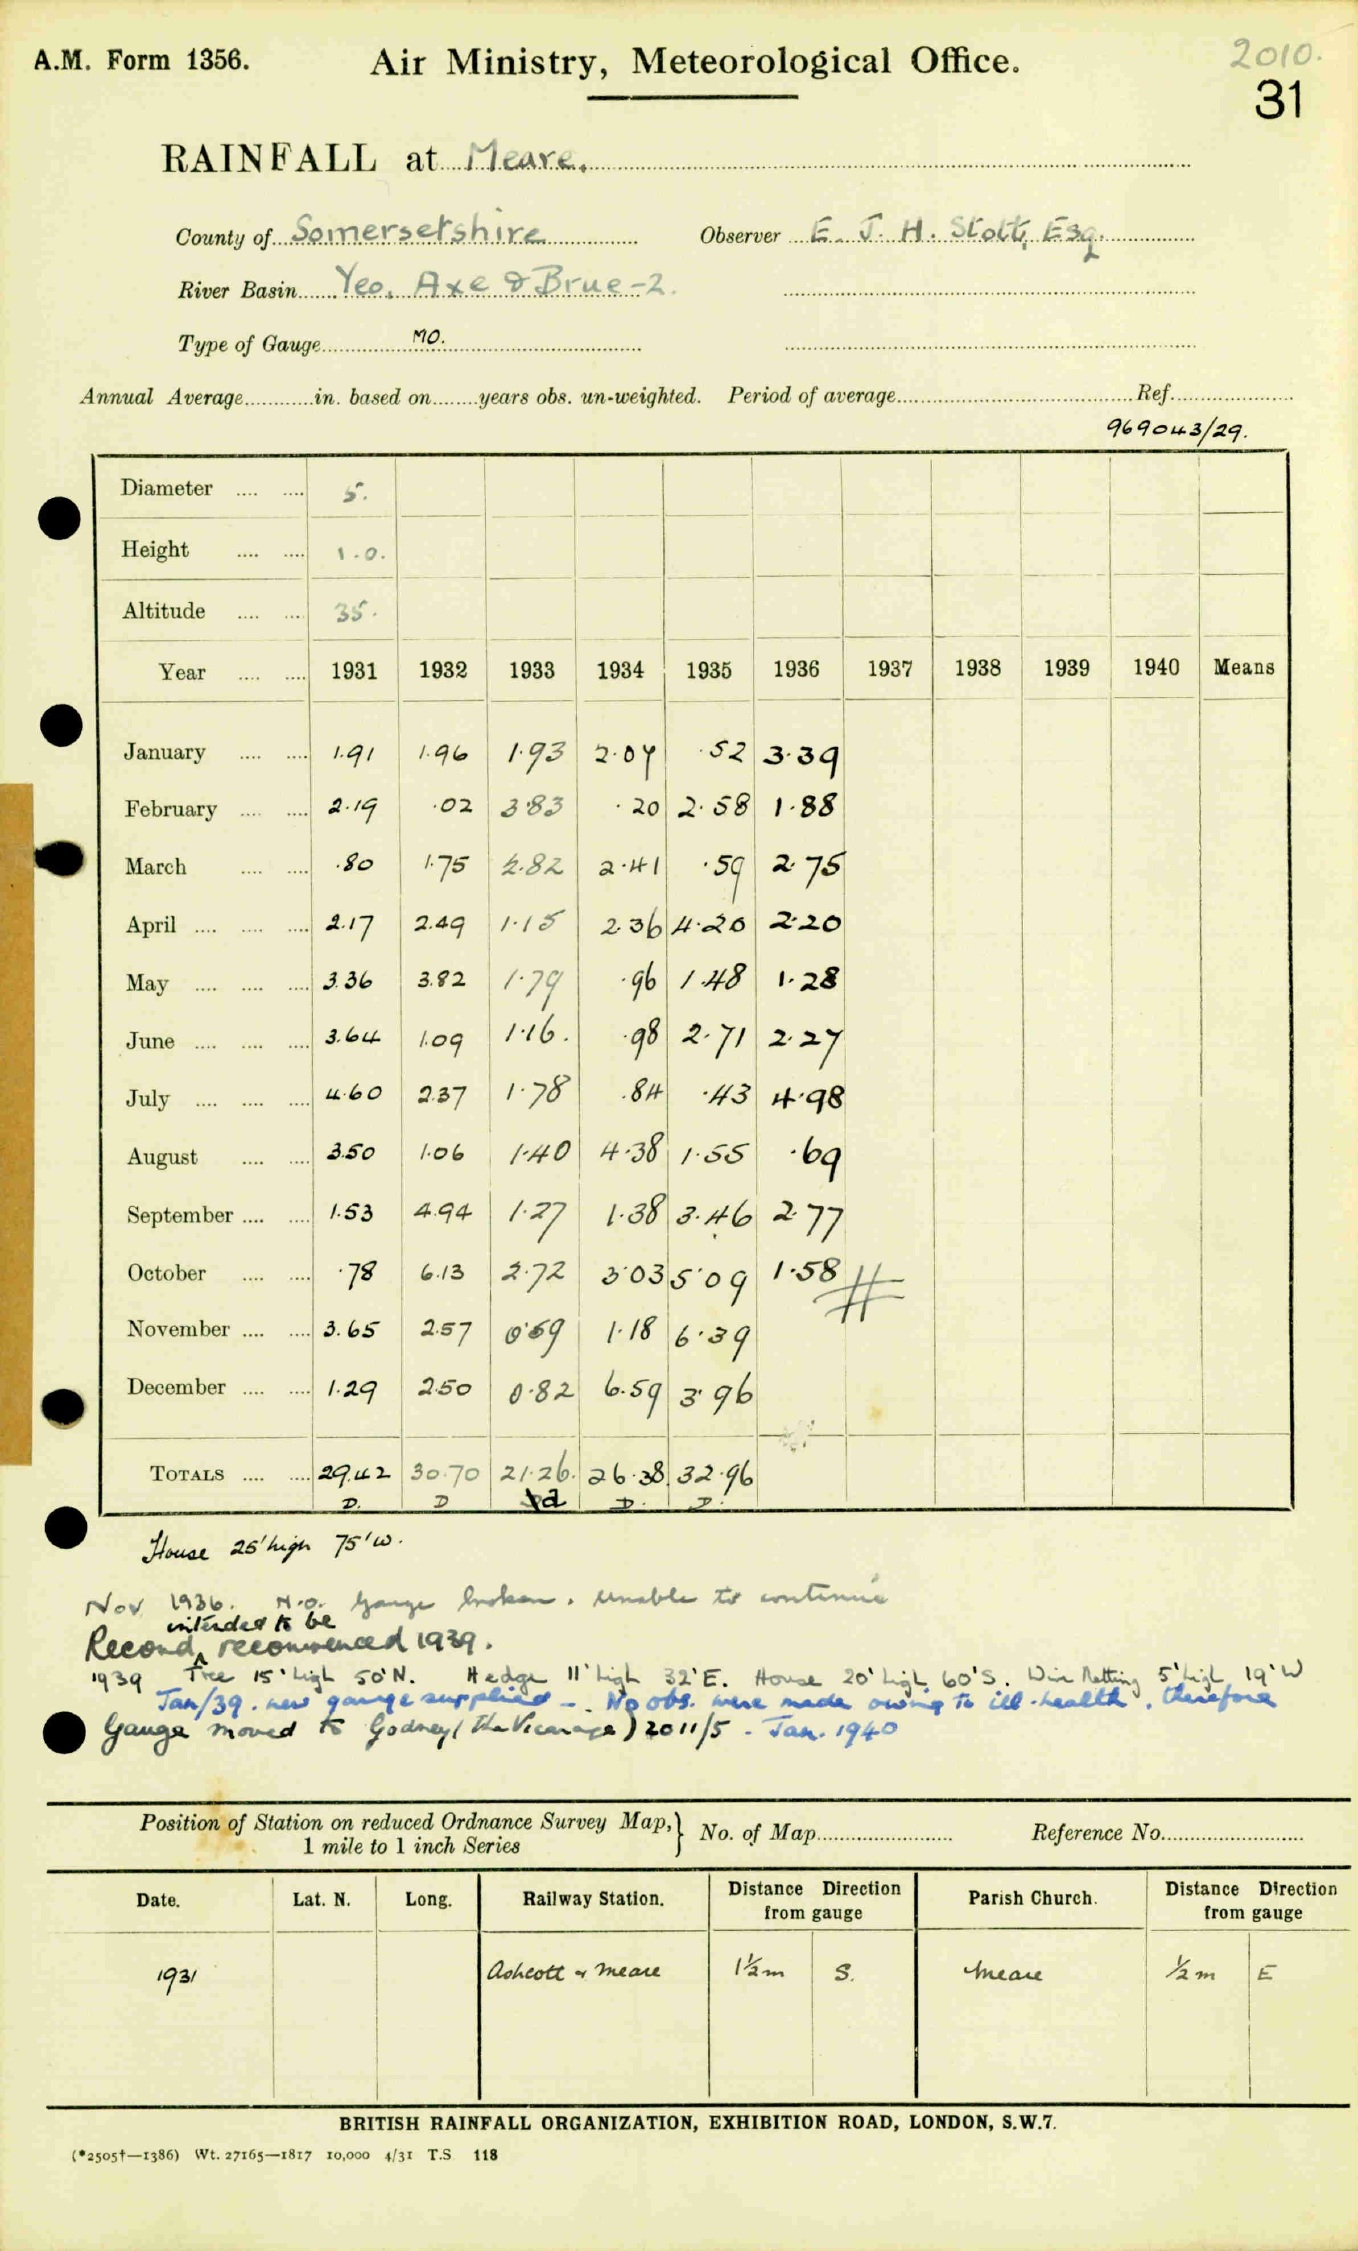 A.M. Form 1356.
Air Ministry, Meteorological Office.
2010.
31
RAINFALL at Meare.
County of Somersetshire Observer E. J. H. Stott, Esq.
River Basin Yeo, Axe & Brue-2.
Type of Gauge MO.
Annual Average in. based on years obs. un-weighted. Period of average Ref.
969043/29.
Diameter 5.
Height 1.0.
Altitude 35.
Year 1931 1932 1933 1934 1935 1936 1937 1938 1939 1940 Means
January 1.91 1.96 1.93 2.07 .52 3.39
February 2.19 .02 3.83 .20 2.58 1.88
March .80 1.75 2.82 2.41 .59 2.75
April 2.17 2.49 1.15 2.36 4.20 2.20
May 3.36 3.82 1.79 .96 1.48 1.28
June 3.64 1.09 1.16. .98 2.71 2.27
July 4.60 2.37 1.78 .84 .43 4.98
August 3.50 1.06 1.40 4.38 1.55 .69
September 1.53 4.94 1.27 1.38 3.46 2.77
October .78 6.13 2.72 3.03 5.09 1.58
November 3.65 2.57 0.59 1.18 6.39
December 1.29 2.50 0.82 6.59 3.96
TOTALS 29.42 30.70 21.26. 26.38. 32.96
D. D d D. D.
House 25' high 75' W.
Nov 1936. M.O. gauge broken. Unable to continue
intended to be
Record ^ recommenced 1939.
1939 Tree 15' high 50' N. Hedge 11' high 32' E. House 20' high 60' S. Wire Netting 5' high 19' W
Jan/39. new gauge supplied - No obs. were made owing to ill-health, therefore
Gauge moved to Godney (the Vicarage) 2011/5 - Jan. 1940
Position of Station on reduced Ordnance Survey Map, } No. of Map Reference No.
1 mile to 1 inch Series
Date. Lat. N. Long. Railway Station. Distance Direction from gauge Parish Church. Distance Direction from gauge
1931 Ashcott & Meare 1½ m S. Meare ½ m E
BRITISH RAINFALL ORGANIZATION, EXHIBITION ROAD, LONDON, S.W.7.
(*2505†—1386) Wt. 27165—1817 10,000 4/31 T.S 118